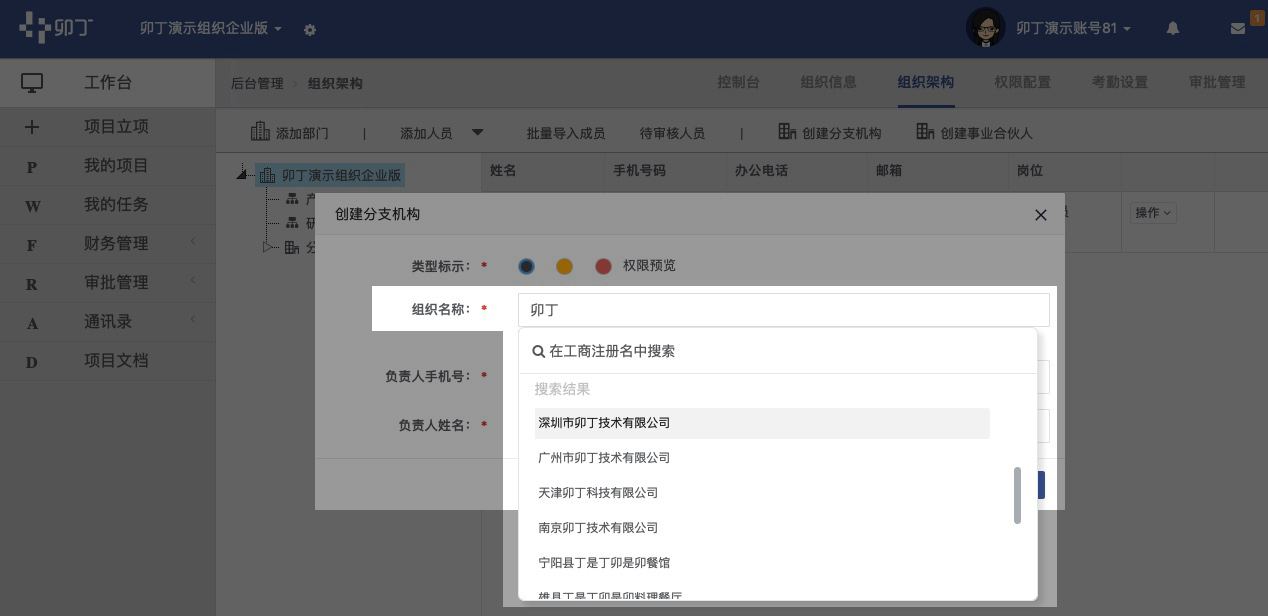 卯丁
卯丁演示组织企业版
卯丁演示账号81
1
工作台
后台管理 > 组织架构
控制台
组织信息
组织架构
权限配置
考勤设置
审批管理
项目立项
P 我的项目
W 我的任务
F 财务管理
R 审批管理
A 通讯录
D 项目文档
添加部门 | 添加人员 批量导入成员 待审核人员 | 创建分支机构 创建事业合伙人
卯丁演示组织企业版
姓名 手机号码 办公电话 邮箱 岗位
操作
创建分支机构
类型标示： * 权限预览
组织名称： * 卯丁
在工商注册名中搜索
搜索结果
负责人手机号： *
负责人姓名： *
深圳市卯丁技术有限公司
广州市卯丁技术有限公司
天津卯丁科技有限公司
南京卯丁技术有限公司
宁阳县丁是丁卯是卯餐馆
雄县丁是丁卯是卯料理餐厅